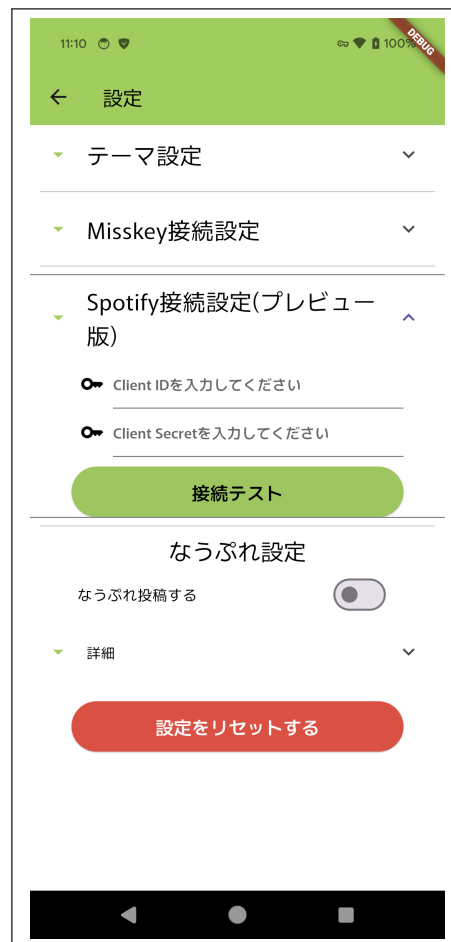 11:10
100%
DEBUG
設定
テーマ設定
Misskey接続設定
Spotify接続設定(プレビュー
版)
Client IDを入力してください
Client Secretを入力してください
接続テスト
なうぷれ設定
なうぷれ投稿する
詳細
設定をリセットする